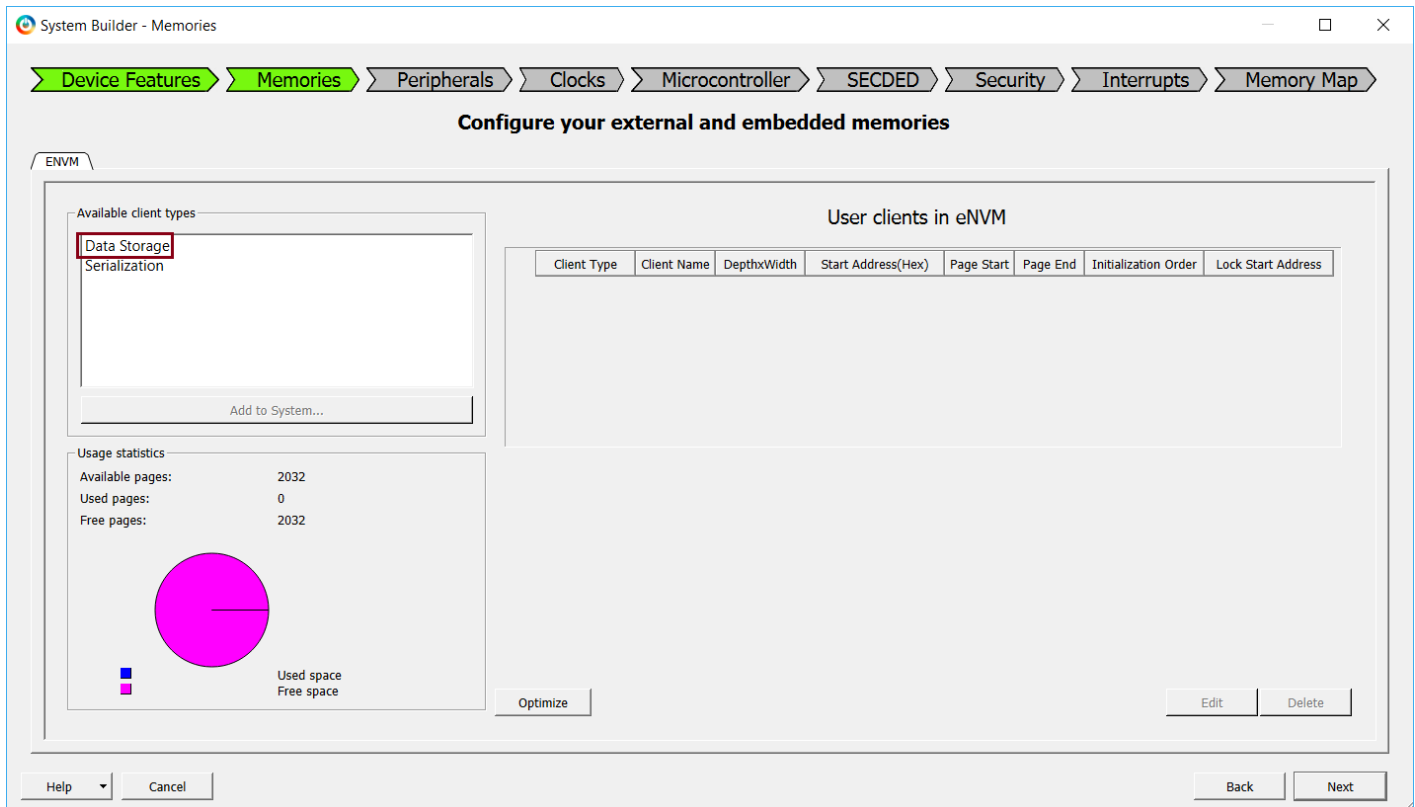 System Builder - Memories
Device Features Memories Peripherals Clocks Microcontroller SECDED Security Interrupts Memory Map
Configure your external and embedded memories
ENVM
Available client types
Data Storage
Serialization
Add to System...
Usage statistics
Available pages: 2032
Used pages: 0
Free pages: 2032
Used space
Free space
User clients in eNVM
Client Type Client Name DepthxWidth Start Address(Hex) Page Start Page End Initialization Order Lock Start Address
Optimize Edit Delete
Help Cancel Back Next